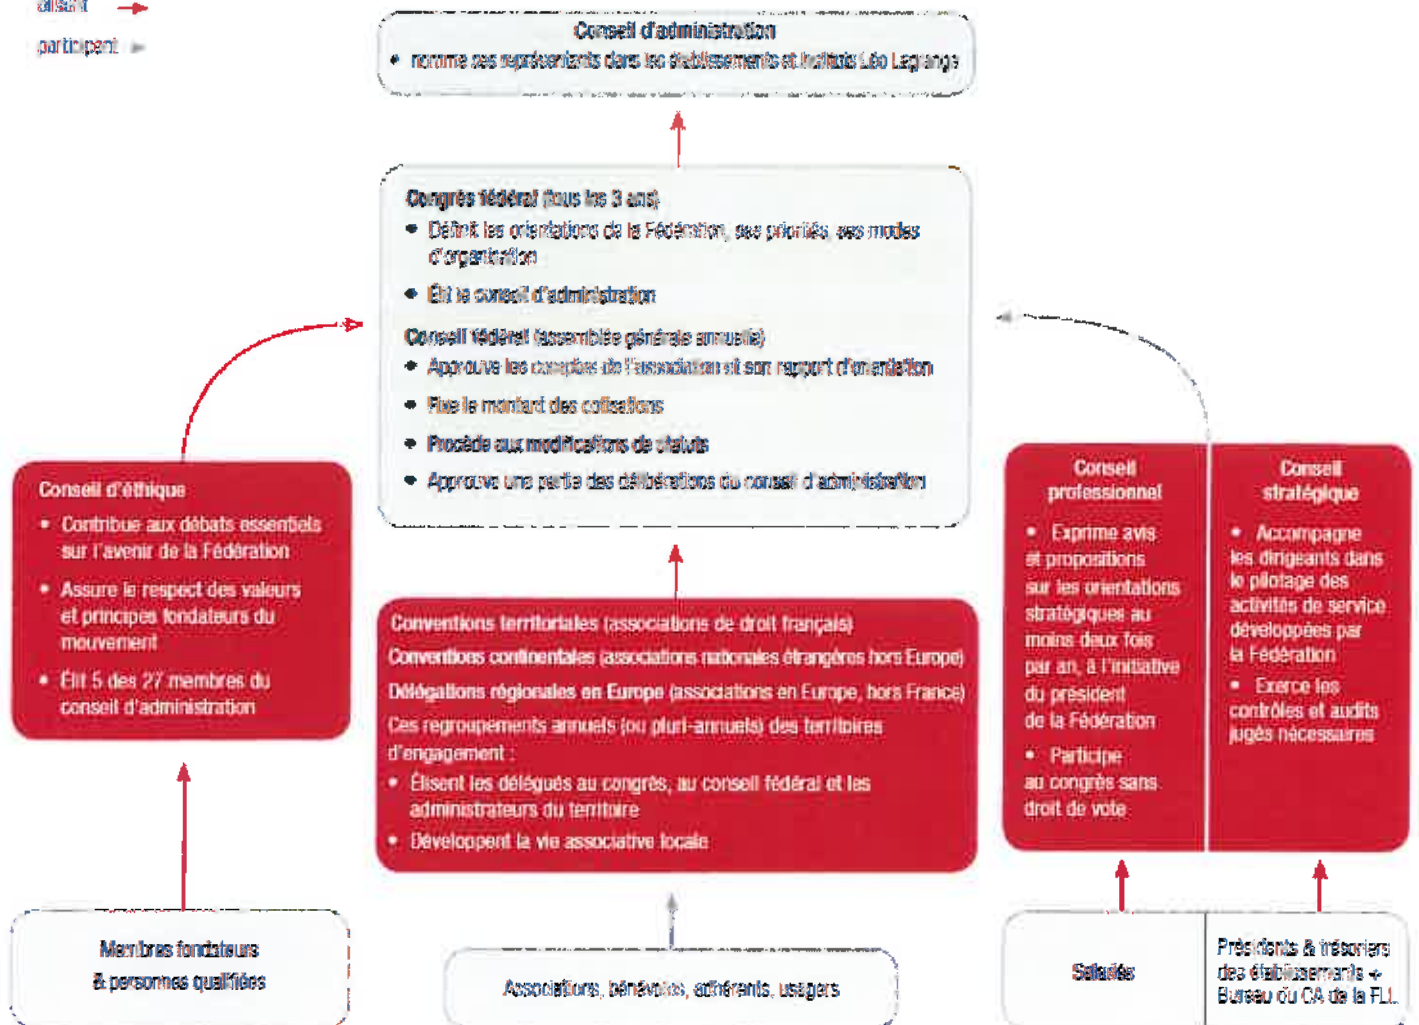 élisent
participent
Conseil d'administration
• nomme ses représentants dans les établissements et instituts Léo Lagrange
Congrès fédéral (tous les 3 ans)
• Définit les orientations de la Fédération, ses priorités, ses modes
d'organisation
• Élit le conseil d'administration
Conseil fédéral (assemblée générale annuelle)
• Approuve les comptes de l'association et son rapport d'orientation
• Fixe le montant des cotisations
• Procède aux modifications de statuts
• Approuve une partie des délibérations du conseil d'administration
Conseil d'éthique
• Contribue aux débats essentiels
sur l'avenir de la Fédération
• Assure le respect des valeurs
et principes fondateurs du
mouvement
• Élit 5 des 27 membres du
conseil d'administration
Conventions territoriales (associations de droit français)
Conventions continentales (associations nationales étrangères hors Europe)
Délégations régionales en Europe (associations en Europe, hors France)
Ces regroupements annuels (ou pluri-annuels) des territoires
d'engagement :
• Élisent les délégués au congrès, au conseil fédéral et les
administrateurs du territoire
• Développent la vie associative locale
Conseil
professionnel
• Exprime avis
et propositions
sur les orientations
stratégiques au
moins deux fois
par an, à l'initiative
du président
de la Fédération
• Participe
au congrès sans
droit de vote
Conseil
stratégique
• Accompagne
les dirigeants dans
le pilotage des
activités de service
développées par
la Fédération
• Exerce les
contrôles et audits
jugés nécessaires
Membres fondateurs
& personnes qualifiées
Associations, bénévoles, adhérents, usagers
Salariés
Présidents & trésoriers
des établissements +
Bureau du CA de la FLL